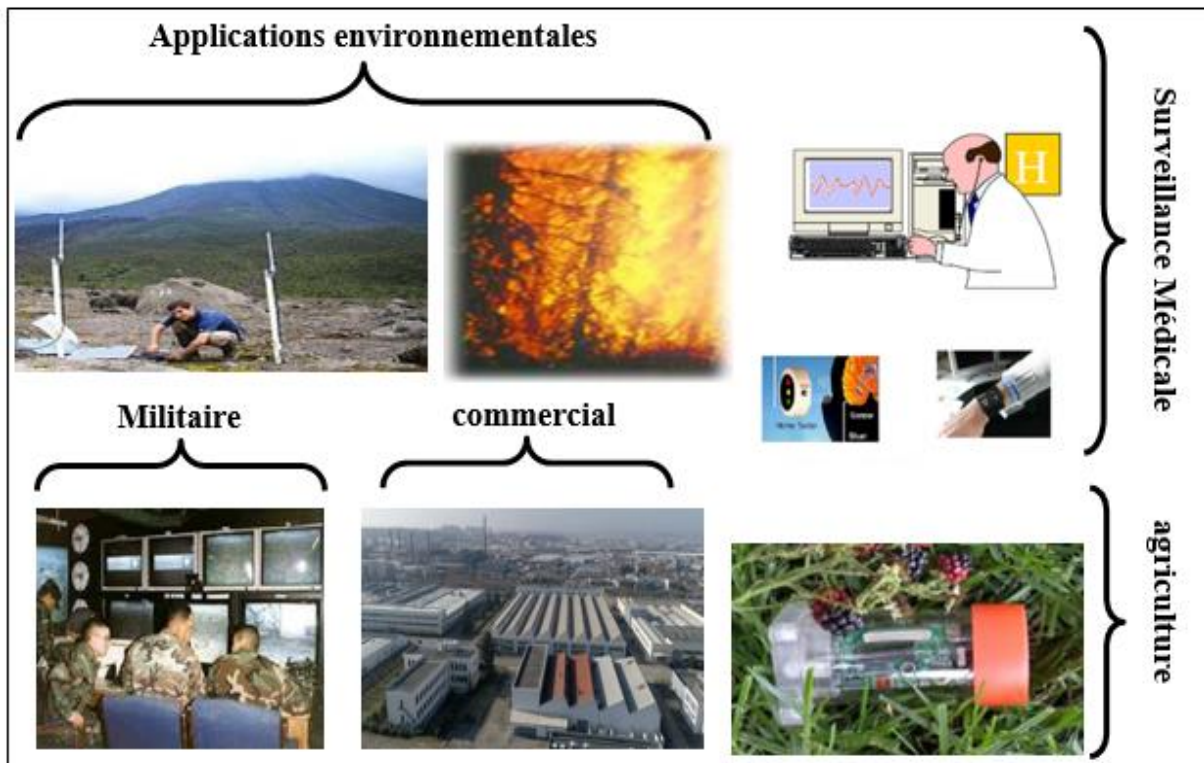 Applications environnementales
Surveillance Médicale
H
Militaire
commercial
agriculture